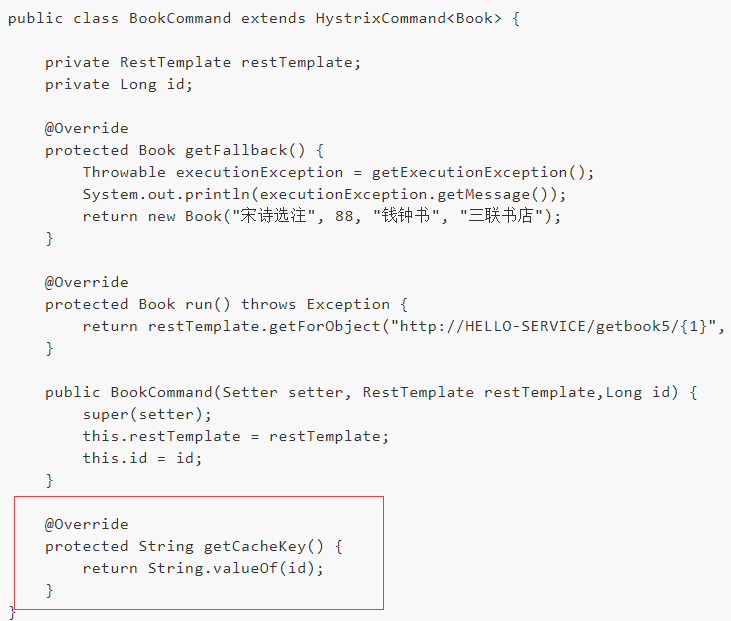 public class BookCommand extends HystrixCommand<Book> {
    private RestTemplate restTemplate;
    private Long id;
    @Override
    protected Book getFallback() {
        Throwable executionException = getExecutionException();
        System.out.println(executionException.getMessage());
        return new Book("宋诗选注", 88, "钱钟书", "三联书店");
    }
    @Override
    protected Book run() throws Exception {
        return restTemplate.getForObject("http://HELLO-SERVICE/getbook5/{1}",
    }
    public BookCommand(Setter setter, RestTemplate restTemplate,Long id) {
        super(setter);
        this.restTemplate = restTemplate;
        this.id = id;
    }
    @Override
    protected String getCacheKey() {
        return String.valueOf(id);
    }
}